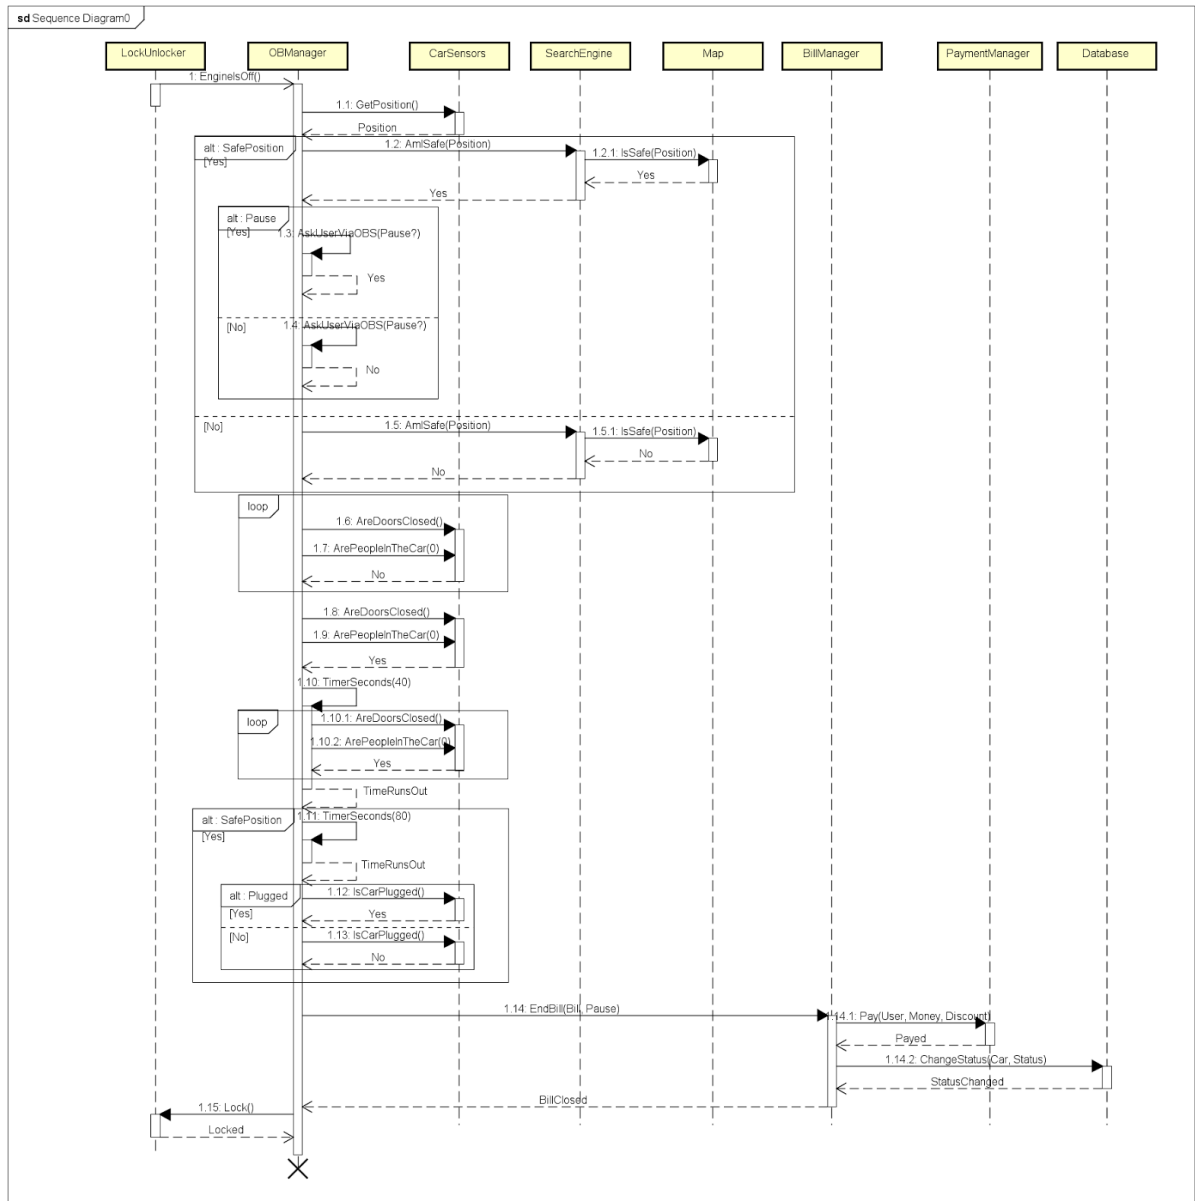 sd Sequence Diagram0
LockUnlocker
OBManager
CarSensors
SearchEngine
Map
BillManager
PaymentManager
Database
1: EngineIsOff()
1.1: GetPosition()
Position
alt : SafePosition
[Yes]
1.2: AmISafe(Position)
1.2.1: IsSafe(Position)
Yes
Yes
alt : Pause
[Yes]
1.3: AskUserViaOBS(Pause?)
Yes
[No]
1.4: AskUserViaOBS(Pause?)
No
[No]
1.5: AmISafe(Position)
1.5.1: IsSafe(Position)
No
No
loop
1.6: AreDoorsClosed()
1.7: ArePeopleInTheCar(0)
No
1.8: AreDoorsClosed()
1.9: ArePeopleInTheCar(0)
Yes
1.10: TimerSeconds(40)
loop
1.10.1: AreDoorsClosed()
1.10.2: ArePeopleInTheCar(0)
Yes
TimeRunsOut
alt : SafePosition
[Yes]
1.11: TimerSeconds(80)
TimeRunsOut
alt : Plugged
[Yes]
1.12: IsCarPlugged()
Yes
[No]
1.13: IsCarPlugged()
No
1.14: EndBill(Bill, Pause)
1.14.1: Pay(User, Money, Discount)
Payed
1.14.2: ChangeStatus(Car, Status)
StatusChanged
BillClosed
1.15: Lock()
Locked